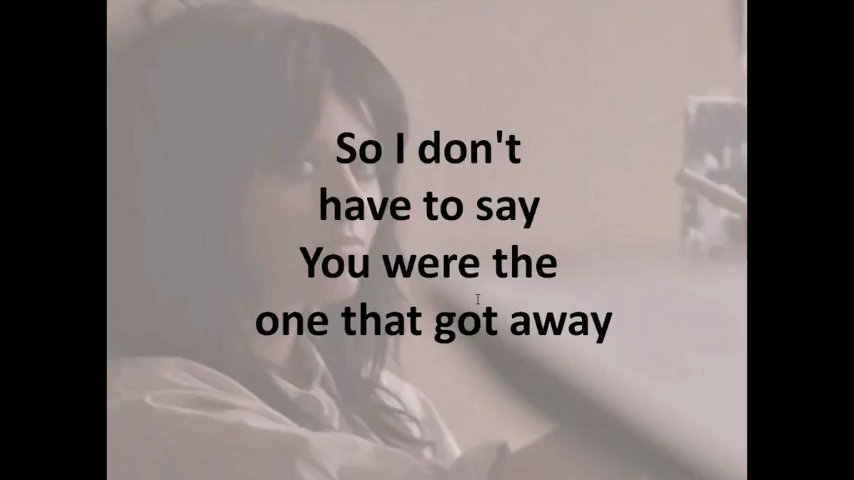 So I don't
have to say
You were the
one that got away